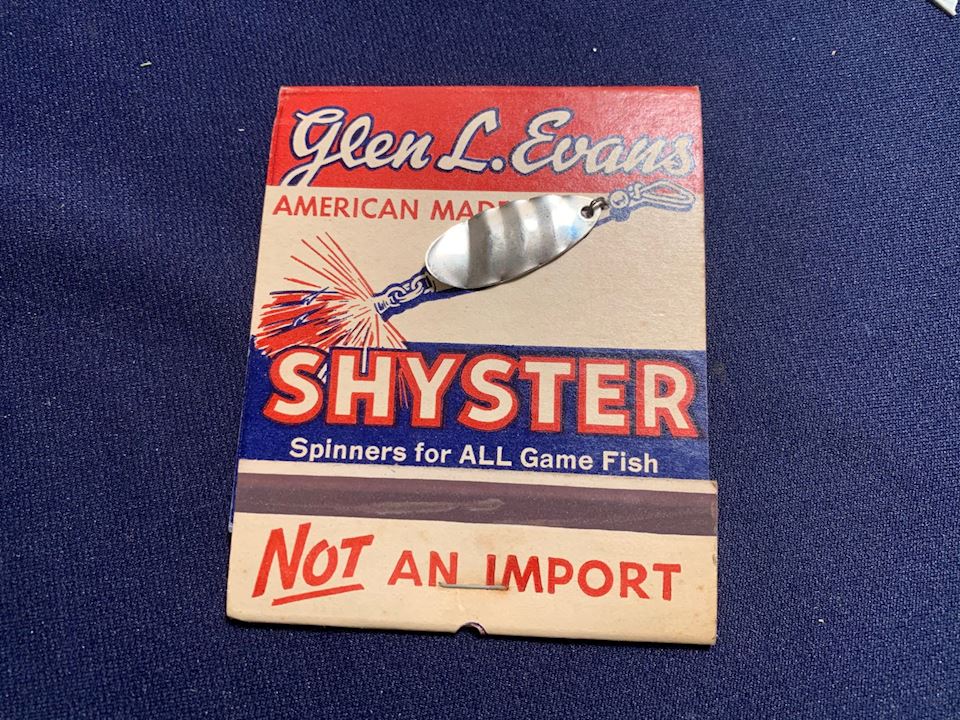 Glen L. Evans
AMERICAN MADE
SHYSTER
Spinners for ALL Game Fish
NOT AN IMPORT